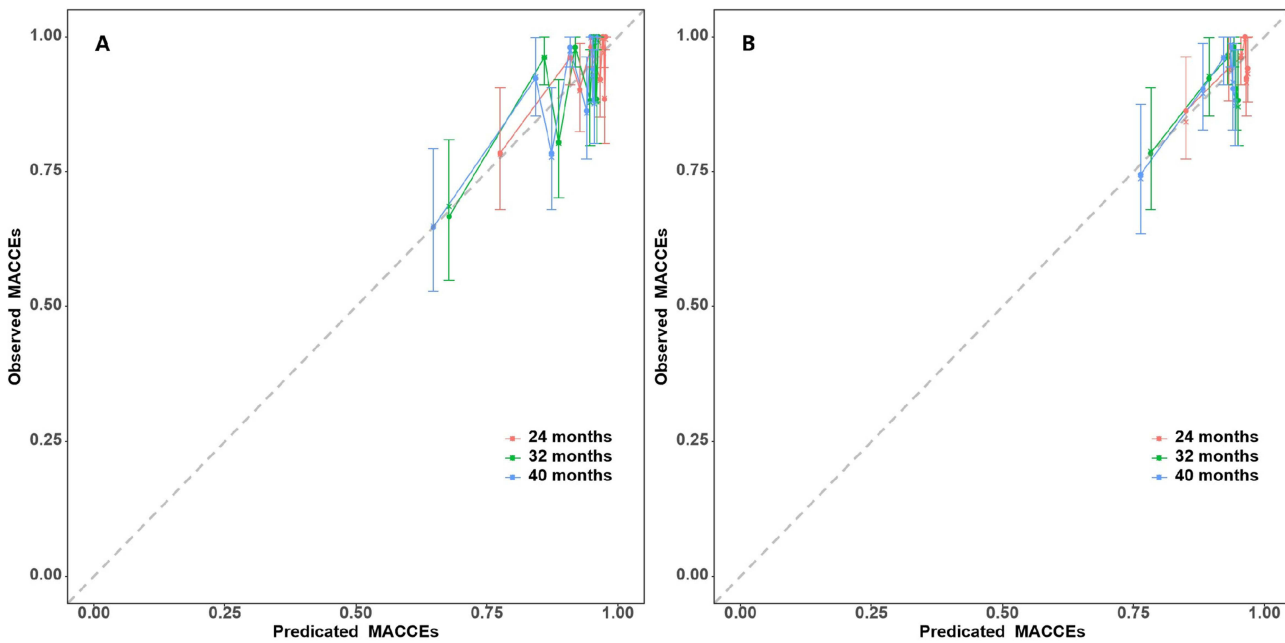 A
1.00
0.75
0.50
0.25
0.00
Observed MACCEs
24 months
32 months
40 months
0.00 0.25 0.50 0.75 1.00
Predicated MACCEs
B
1.00
0.75
0.50
0.25
0.00
Observed MACCEs
24 months
32 months
40 months
0.00 0.25 0.50 0.75 1.00
Predicated MACCEs